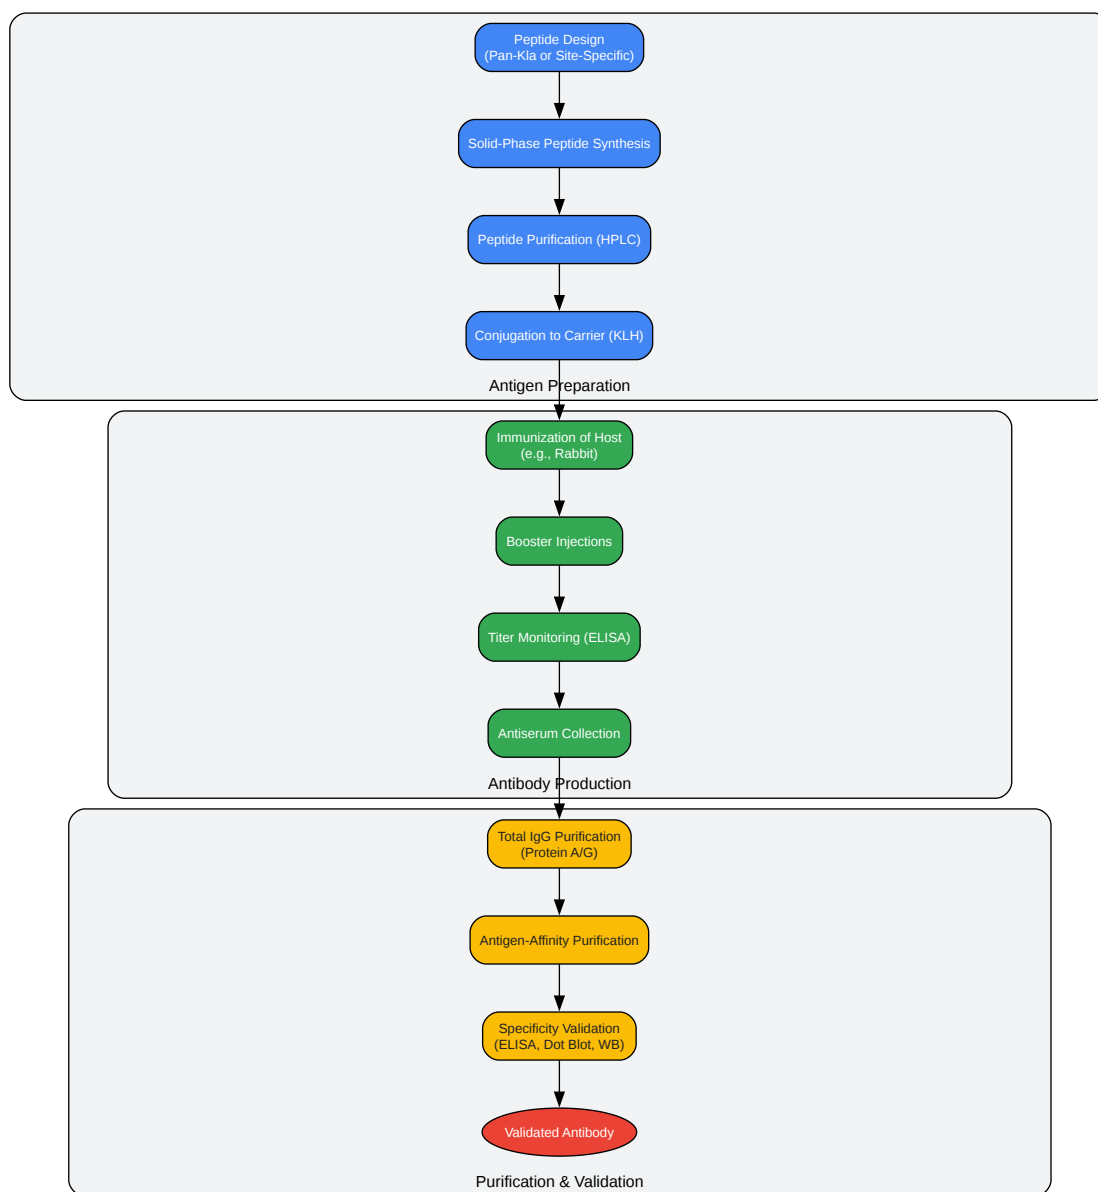 Peptide Design
(Pan-Kla or Site-Specific)
Solid-Phase Peptide Synthesis
Peptide Purification (HPLC)
Conjugation to Carrier (KLH)
Antigen Preparation
Immunization of Host
(e.g., Rabbit)
Booster Injections
Titer Monitoring (ELISA)
Antiserum Collection
Antibody Production
Total IgG Purification
(Protein A/G)
Antigen-Affinity Purification
Specificity Validation
(ELISA, Dot Blot, WB)
Validated Antibody
Purification & Validation